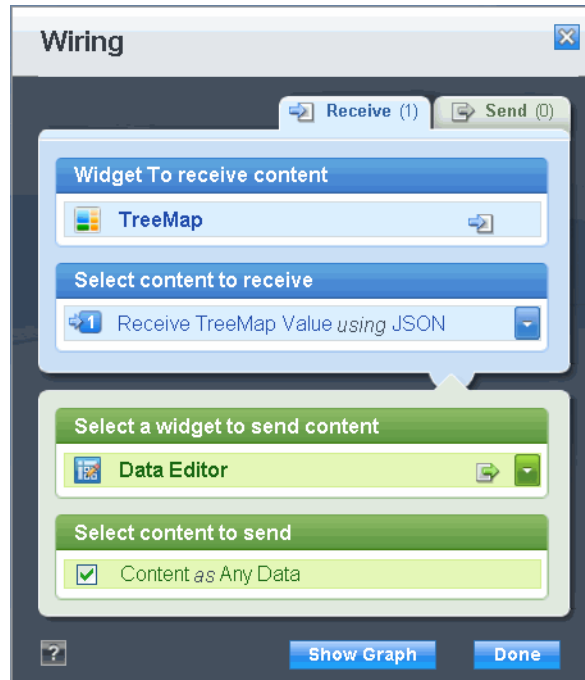 Wiring
Receive (1) Send (0)
Widget To receive content
TreeMap
Select content to receive
1 Receive TreeMap Value using JSON
Select a widget to send content
Data Editor
Select content to send
Content as Any Data
? Show Graph Done